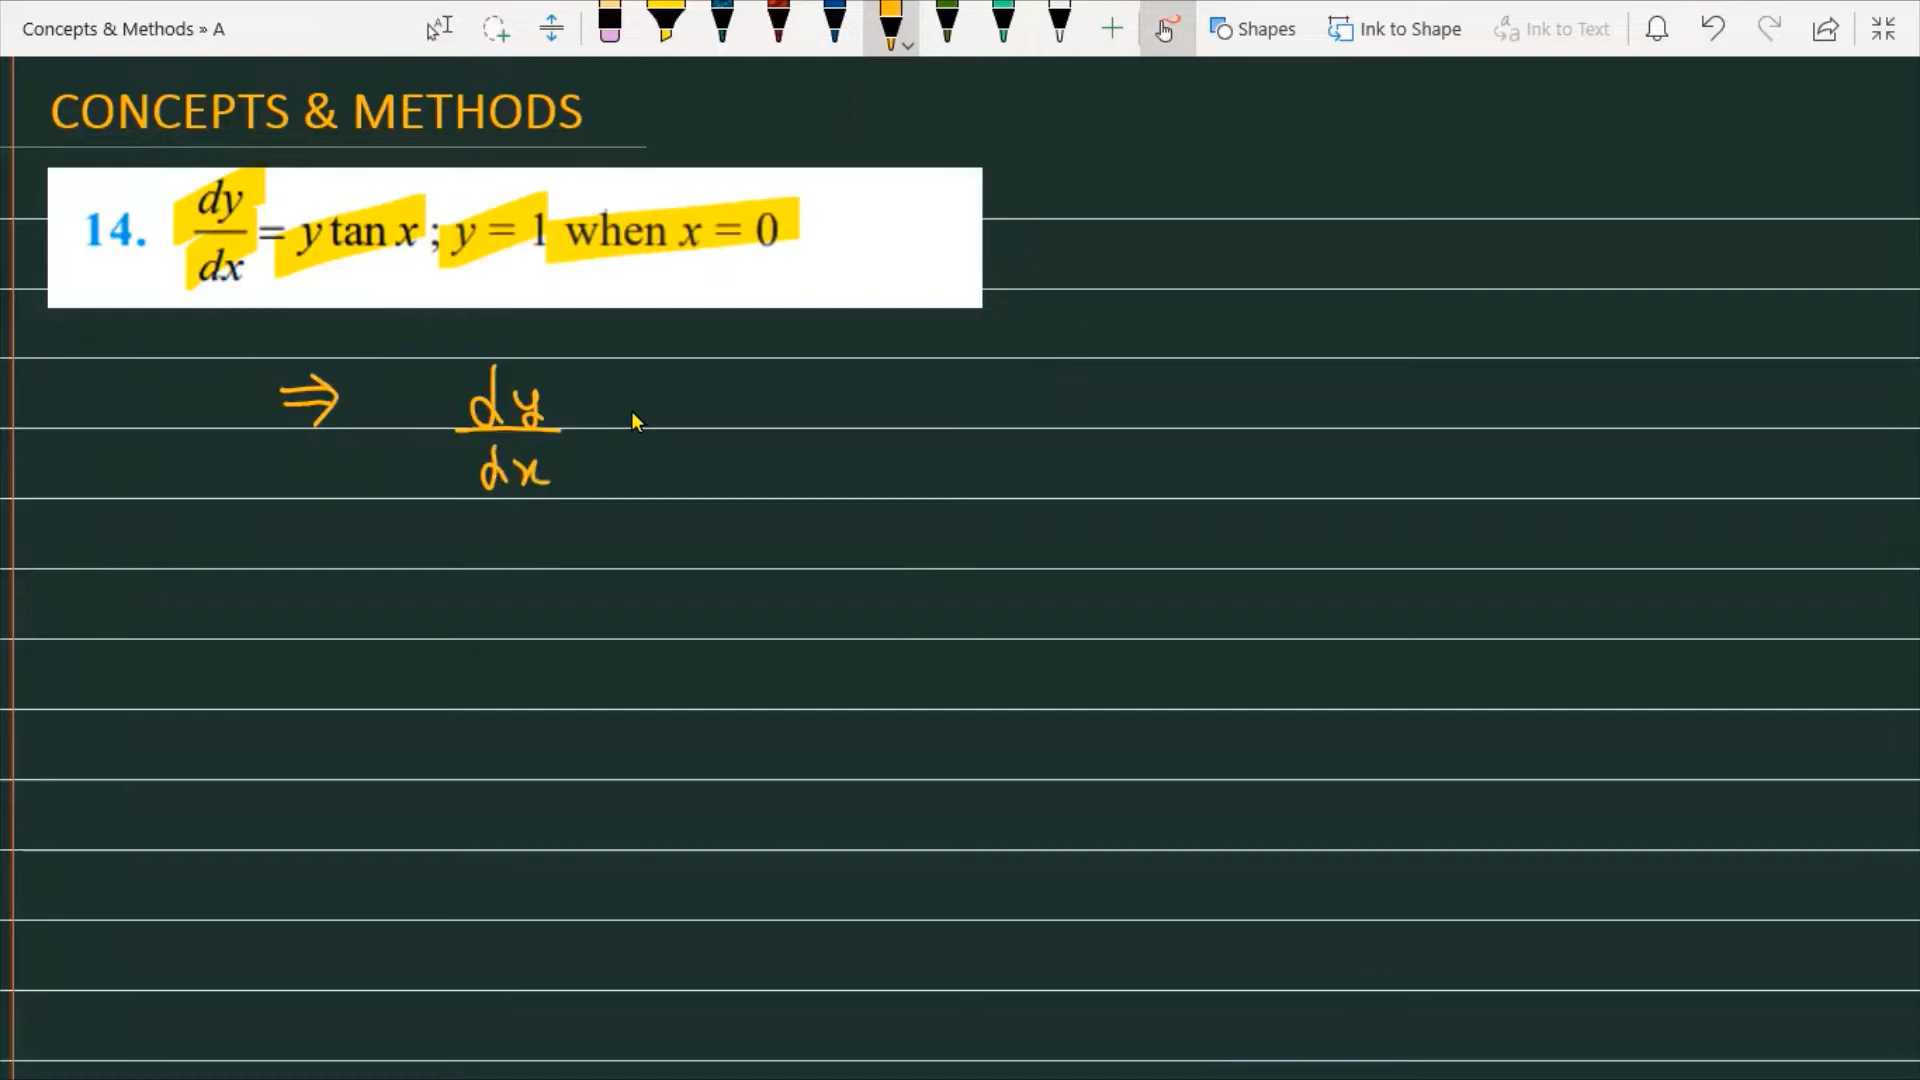 Concepts & Methods » A
Shapes
Ink to Shape
Ink to Text
CONCEPTS & METHODS
14. dy/dx = y tan x ; y = 1 when x = 0
⇒ dy/dx